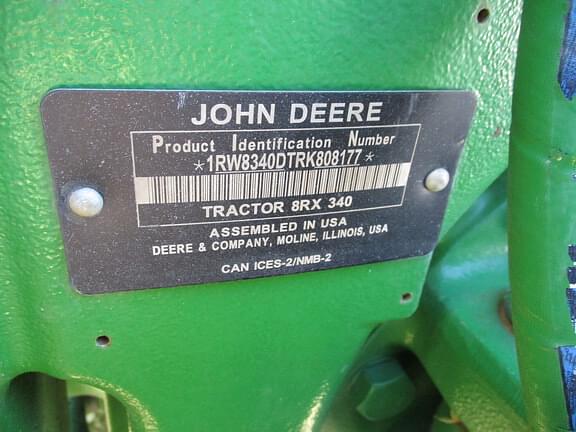 JOHN DEERE
Product Identification Number
*1RW8340DTRK808177*
TRACTOR 8RX 340
ASSEMBLED IN USA
DEERE & COMPANY, MOLINE, ILLINOIS, USA
CAN ICES-2/NMB-2